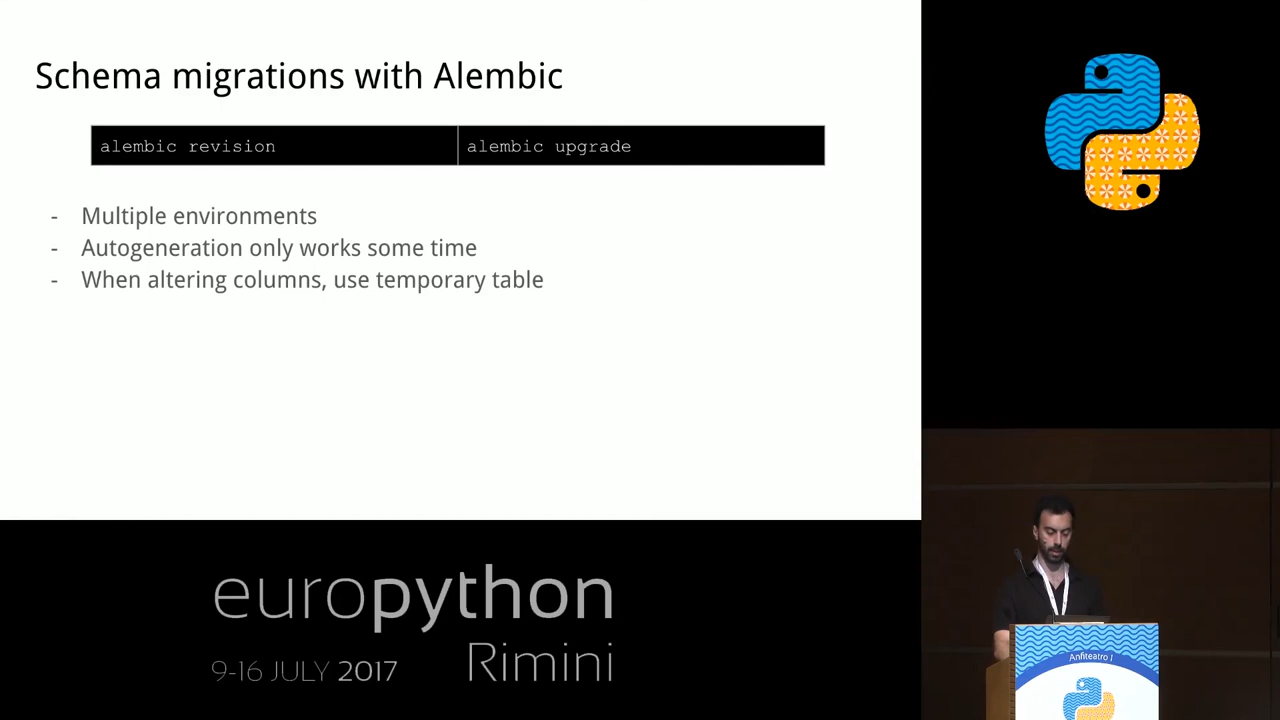 Schema migrations with Alembic
alembic revision
alembic upgrade
- Multiple environments
- Autogeneration only works some time
- When altering columns, use temporary table
europython
9-16 JULY 2017
Rimini
Anfiteatro I